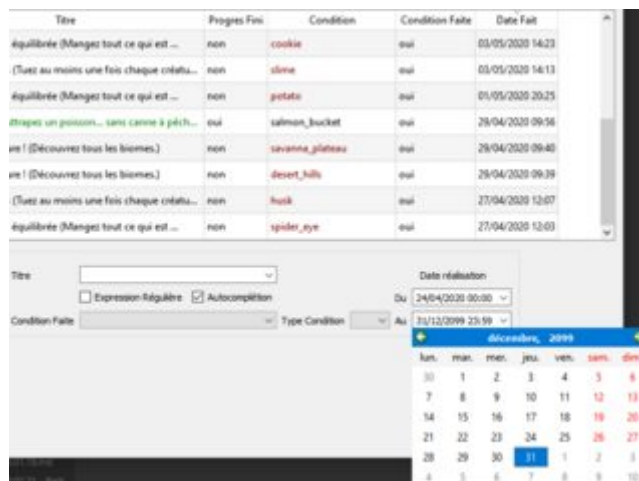 Titre Progres Fini Condition Condition Faite Date Fait
équilibrée (Mangez tout ce qui est ... non cookie oui 03/05/2020 14:23
(Tuez au moins une fois chaque créatu... non slime oui 03/05/2020 14:13
équilibrée (Mangez tout ce qui est ... non potato oui 01/05/2020 20:25
ttrapez un poisson... sans canne à pêch... oui salmon_bucket oui 29/04/2020 09:56
ure ! (Découvrez tous les biomes.) non savanna_plateau oui 29/04/2020 09:40
ure ! (Découvrez tous les biomes.) non desert_hills oui 29/04/2020 09:39
(Tuez au moins une fois chaque créatu... non husk oui 27/04/2020 12:07
équilibrée (Mangez tout ce qui est ... non spider_eye oui 27/04/2020 12:03
Titre Date réalisation
Expression Régulière Autocomplétion Du 24/04/2020 00:00
Condition Faite Type Condition Au 31/12/2099 23:59
décembre, 2099
lun. mar. mer. jeu. ven. sam. dim
30 1 2 3 4 5 6
7 8 9 10 11 12 13
14 15 16 17 18 19 20
21 22 23 24 25 26 27
28 29 30 31 1 2 3
4 5 6 7 8 9 10